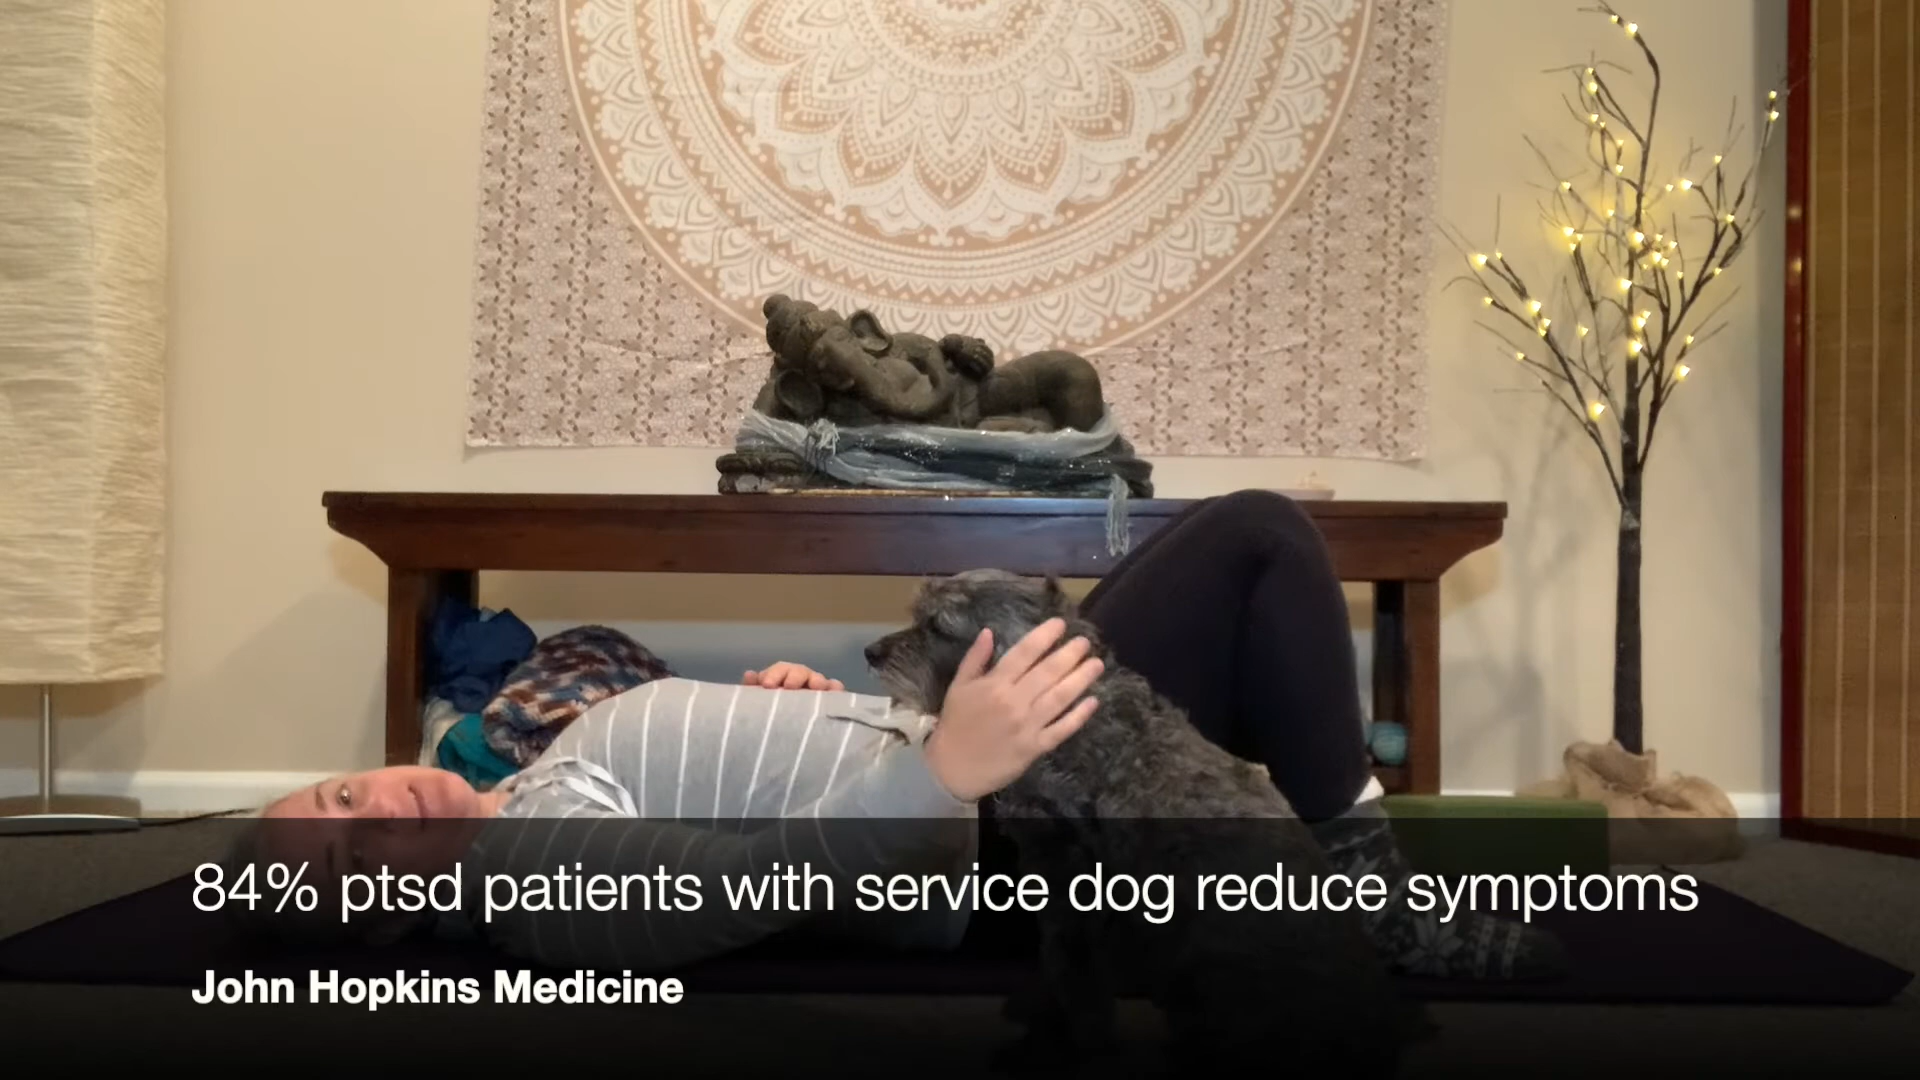 84% ptsd patients with service dog reduce symptoms
John Hopkins Medicine